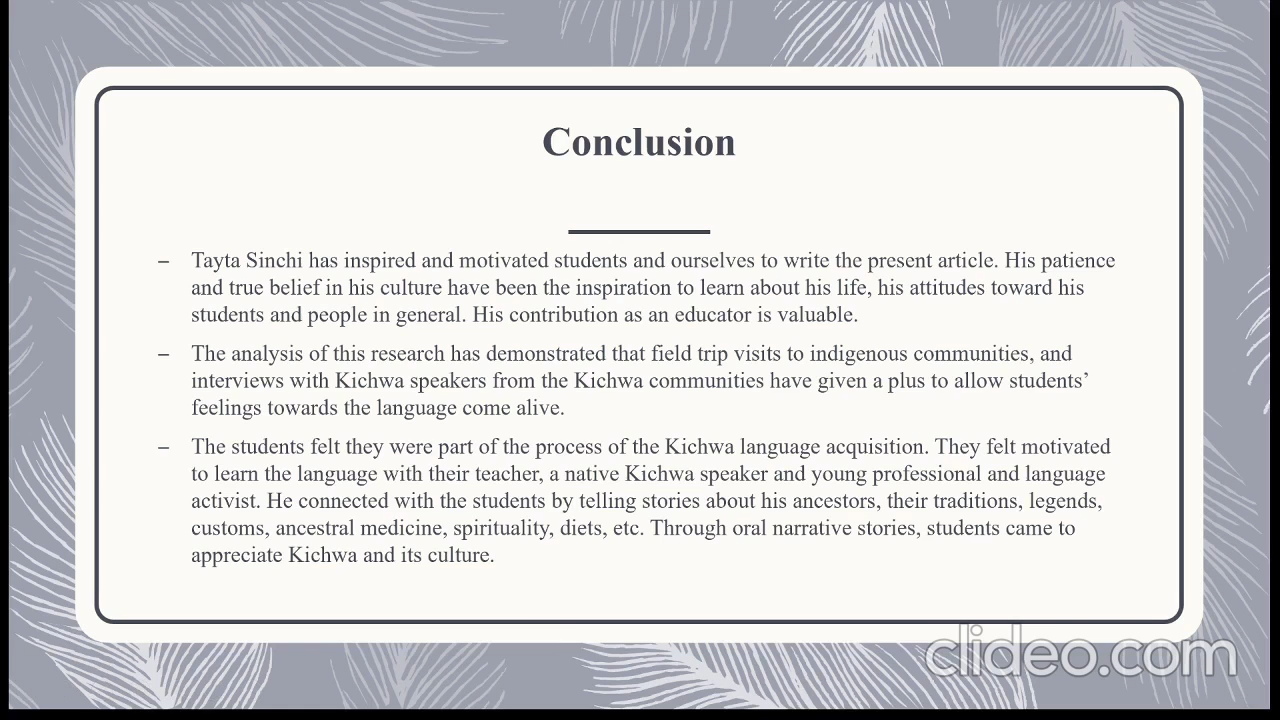 Conclusion
– Tayta Sinchi has inspired and motivated students and ourselves to write the present article. His patience
and true belief in his culture have been the inspiration to learn about his life, his attitudes toward his
students and people in general. His contribution as an educator is valuable.
– The analysis of this research has demonstrated that field trip visits to indigenous communities, and
interviews with Kichwa speakers from the Kichwa communities have given a plus to allow students’
feelings towards the language come alive.
– The students felt they were part of the process of the Kichwa language acquisition. They felt motivated
to learn the language with their teacher, a native Kichwa speaker and young professional and language
activist. He connected with the students by telling stories about his ancestors, their traditions, legends,
customs, ancestral medicine, spirituality, diets, etc. Through oral narrative stories, students came to
appreciate Kichwa and its culture.
clideo.com